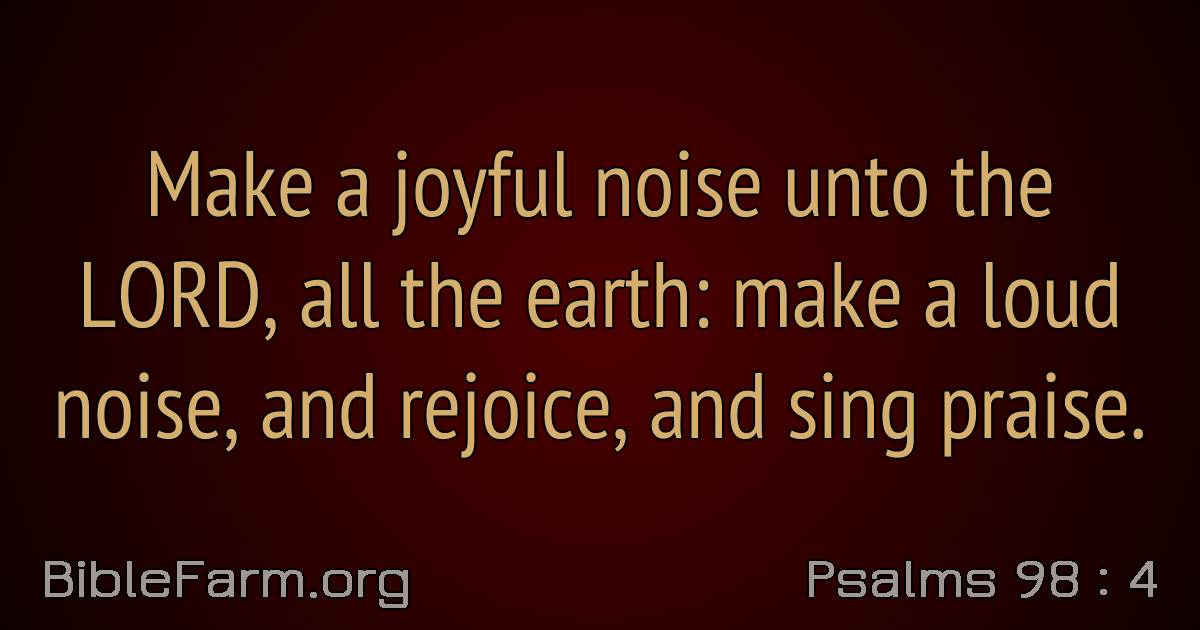 Make a joyful noise unto the
LORD, all the earth: make a loud
noise, and rejoice, and sing praise.
BibleFarm.org
Psalms 98 : 4